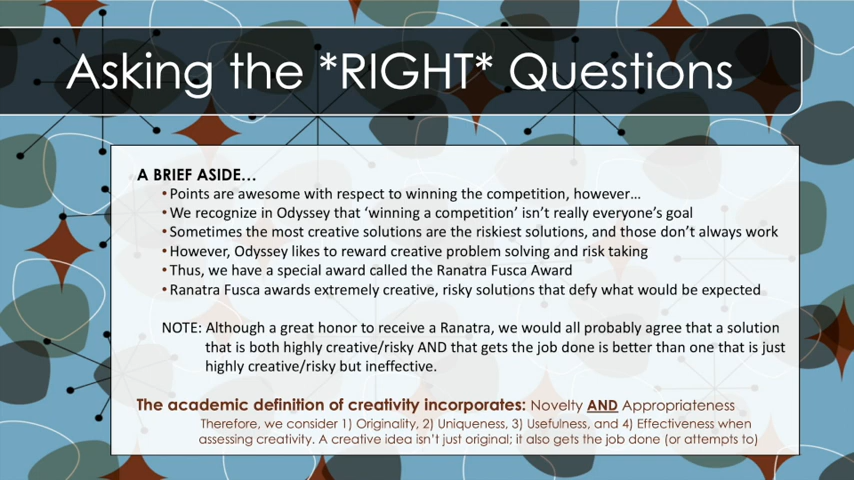 Asking the *RIGHT* Questions
A BRIEF ASIDE…
•Points are awesome with respect to winning the competition, however…
•We recognize in Odyssey that ‘winning a competition’ isn’t really everyone’s goal
•Sometimes the most creative solutions are the riskiest solutions, and those don’t always work
•However, Odyssey likes to reward creative problem solving and risk taking
•Thus, we have a special award called the Ranatra Fusca Award
•Ranatra Fusca awards extremely creative, risky solutions that defy what would be expected
NOTE: Although a great honor to receive a Ranatra, we would all probably agree that a solution
that is both highly creative/risky AND that gets the job done is better than one that is just
highly creative/risky but ineffective.
The academic definition of creativity incorporates: Novelty AND Appropriateness
Therefore, we consider 1) Originality, 2) Uniqueness, 3) Usefulness, and 4) Effectiveness when
assessing creativity. A creative idea isn’t just original; it also gets the job done (or attempts to)